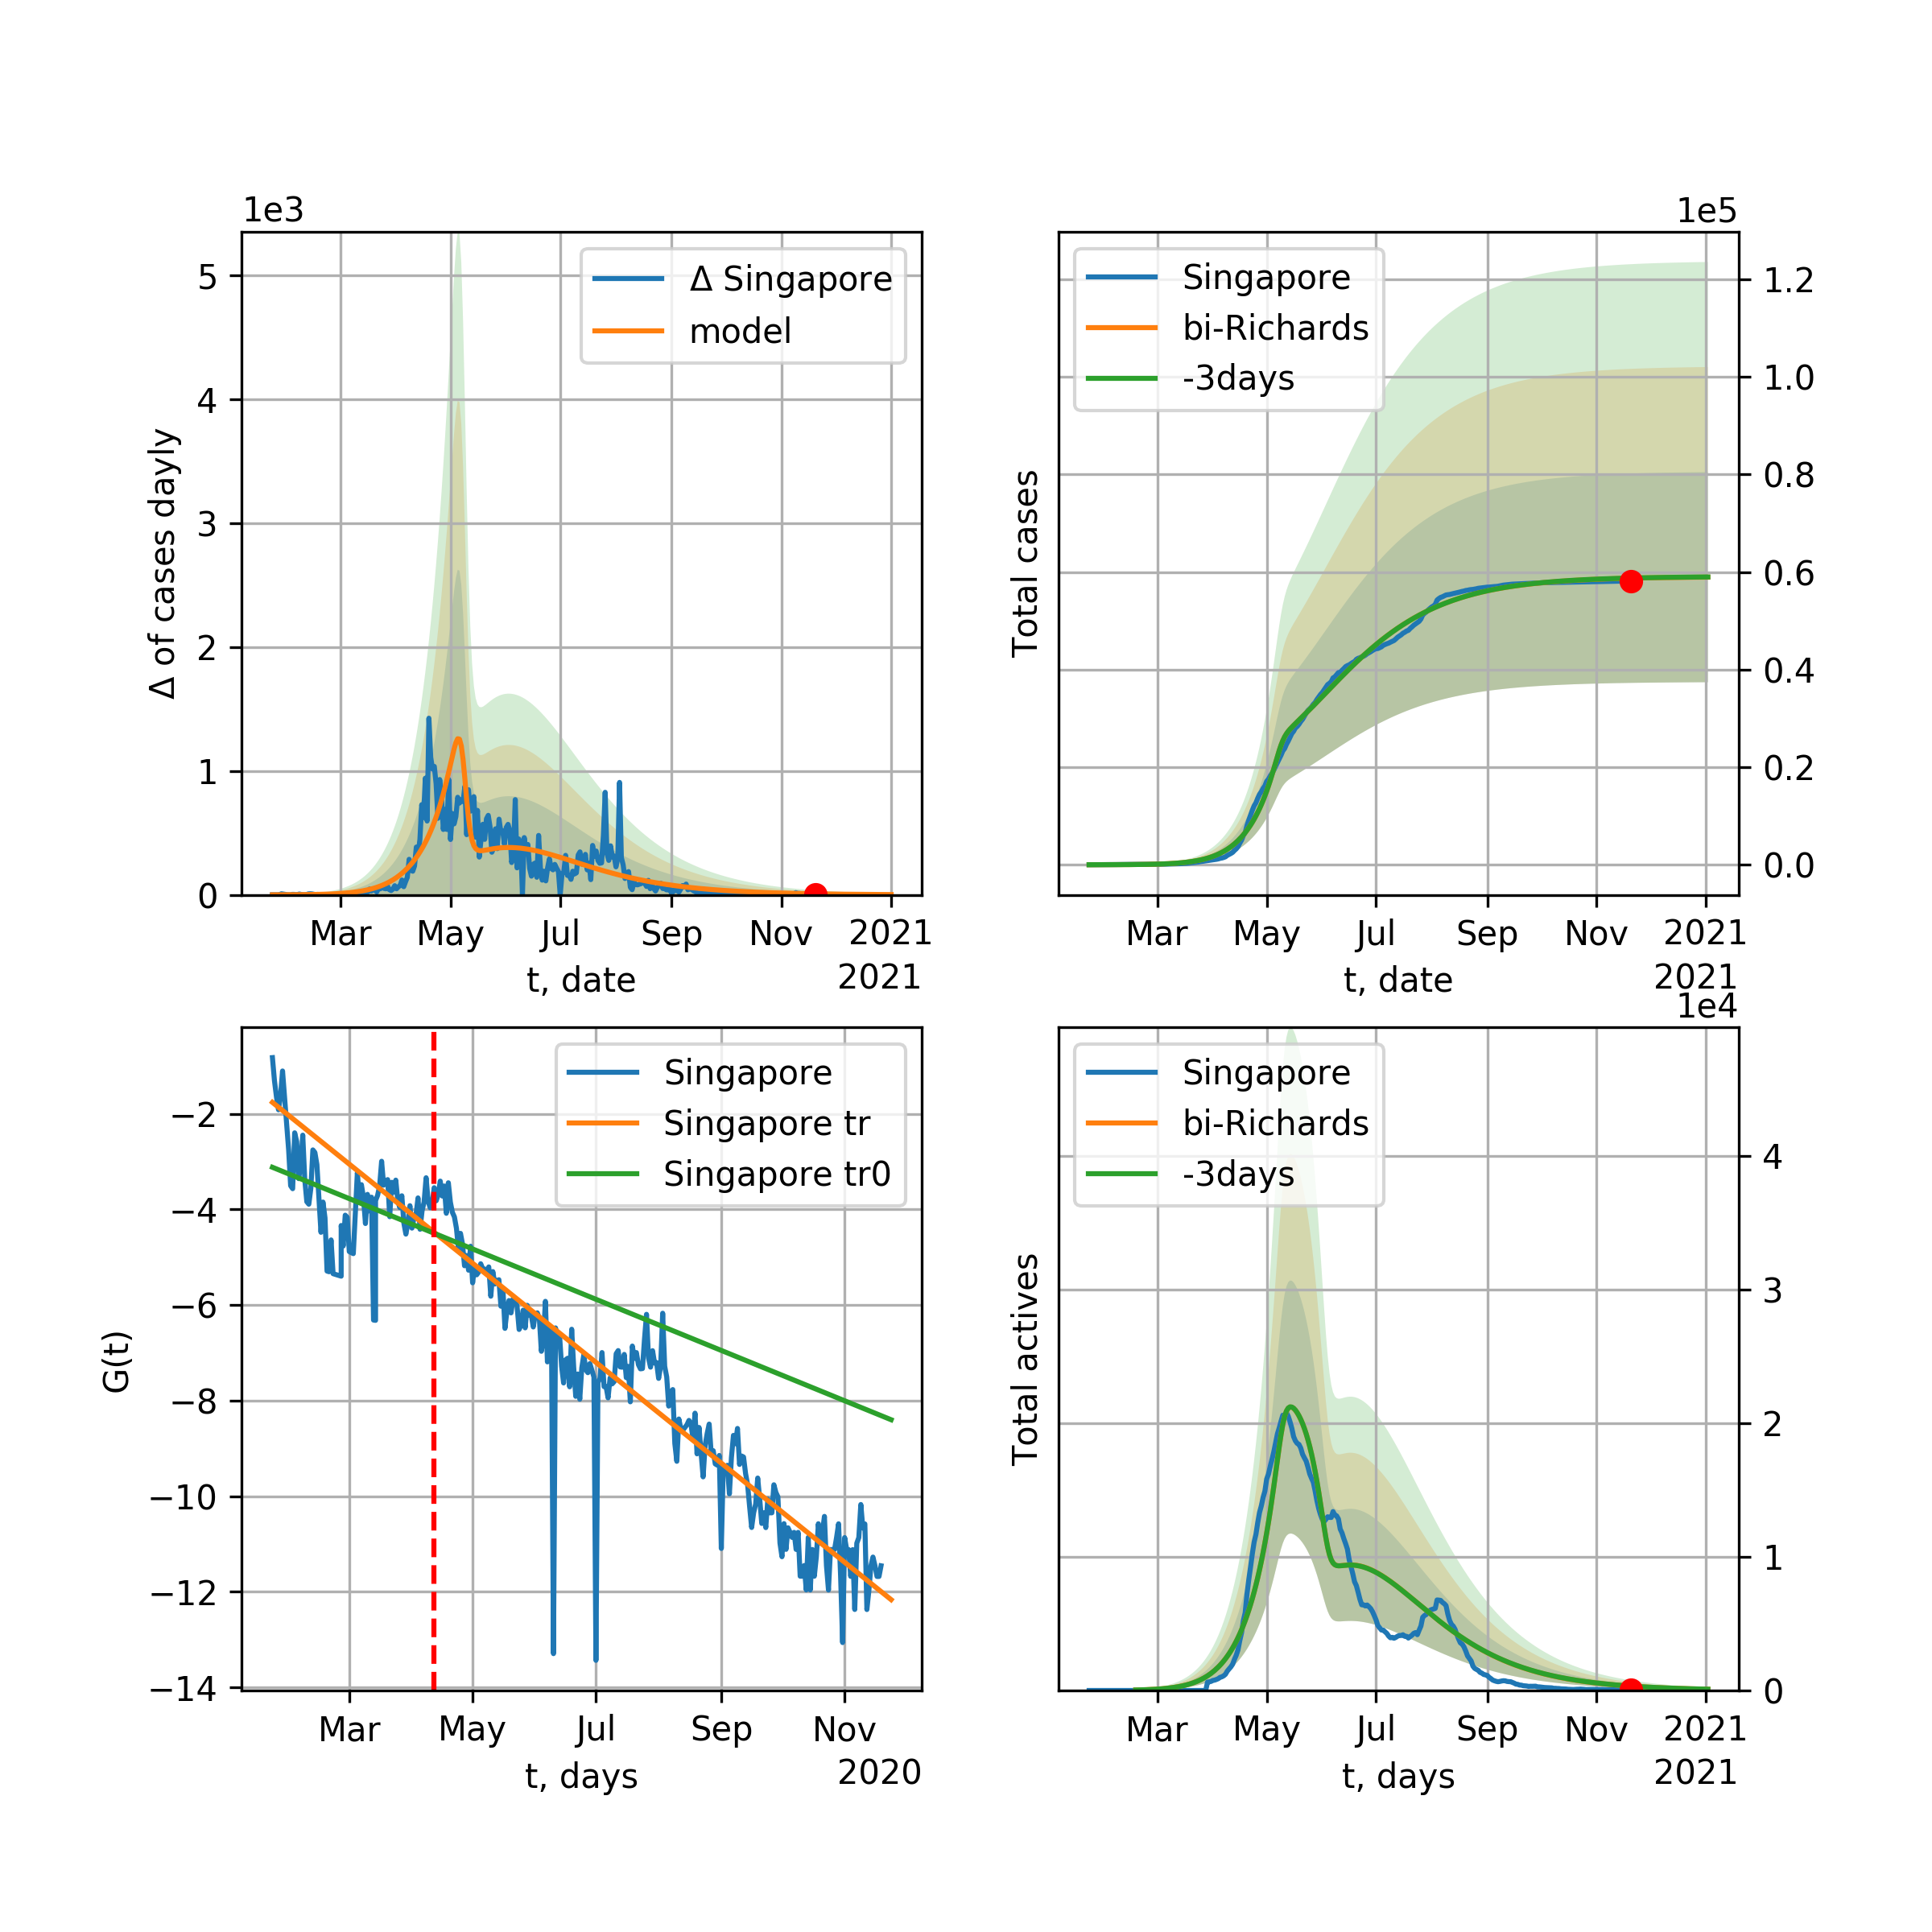 1e3
5
4
3
2
1
0
Δ of cases dayly
Δ Singapore
model
Mar May Jul Sep Nov 2021
t, date
2021
1e5
Singapore
bi-Richards
-3days
Total cases
1.2
1.0
0.8
0.6
0.4
0.2
0.0
Mar May Jul Sep Nov 2021
t, date
2021
−2
−4
−6
−8
−10
−12
−14
G(t)
Singapore
Singapore tr
Singapore tr0
Mar May Jul Sep Nov
t, days
2020
1e4
Singapore
bi-Richards
-3days
Total actives
4
3
2
1
0
Mar May Jul Sep Nov 2021
t, days
2021